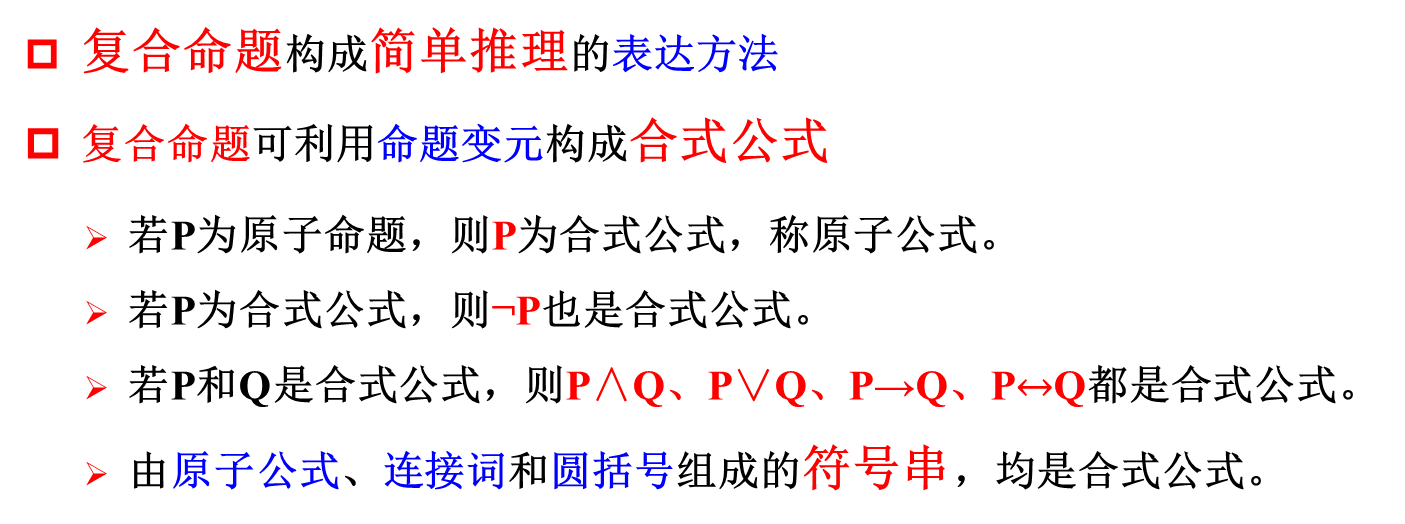 复合命题构成简单推理的表达方法
复合命题可利用命题变元构成合式公式
若P为原子命题，则P为合式公式，称原子公式。
若P为合式公式，则¬P也是合式公式。
若P和Q是合式公式，则P∧Q、P∨Q、P→Q、P↔Q都是合式公式。
由原子公式、连接词和圆括号组成的符号串，均是合式公式。